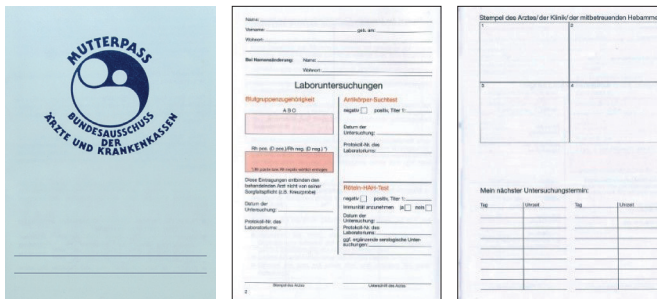 MUTTERPASS
BUNDESAUSSCHUSS
DER
ÄRZTE UND KRANKENKASSEN
Name:
Vorname: geb. am:
Wohnort:
Bei Namensänderung: Name:
Wohnort:
Laboruntersuchungen
Blutgruppenzugehörigkeit
A B O
Rh pos. (D pos.)/Rh neg. (D neg.) *)
Diese Eintragungen entbinden den
behandelnden Arzt nicht von seiner
Sorgfaltspflicht (z.B. Kreuzprobe)
Datum der
Untersuchung:
Protokoll-Nr. des
Laboratoriums:
Antikörper-Suchtest
negativ positiv, Titer 1:
Datum der
Untersuchung:
Protokoll-Nr. des
Laboratoriums:
Röteln-HAH-Test
negativ positiv, Titer 1:
Immunität anzunehmen ja nein
Datum der
Untersuchung:
Protokoll-Nr. des
Laboratoriums:
ggf. ergänzende serologische Unter-
suchungen:
Stempel des Arztes Unterschrift des Arztes
2
Stempel des Arztes/der Klinik/der mitbetreuenden Hebamme
1 2
3 4
Mein nächster Untersuchungstermin:
Tag Uhrzeit Tag Uhrzeit